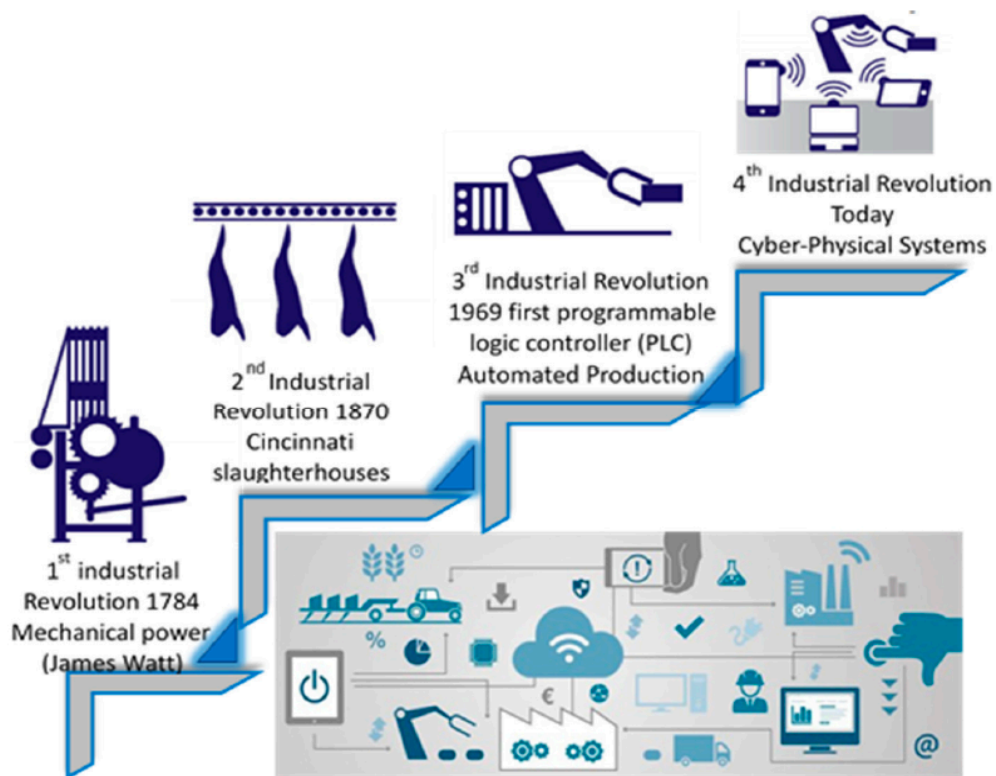 1st industrial
Revolution 1784
Mechanical power
(James Watt)
2nd Industrial
Revolution 1870
Cincinnati
slaughterhouses
3rd Industrial Revolution
1969 first programmable
logic controller (PLC)
Automated Production
4th Industrial Revolution
Today
Cyber-Physical Systems
%
€
@